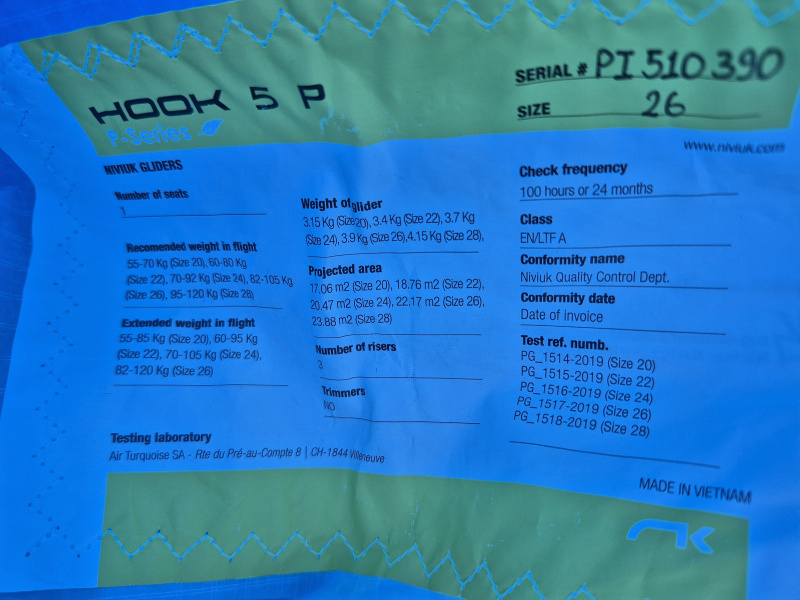 HOOK 5 P
P-Series
SERIAL # PI510390
SIZE 26
www.niviuk.com
NIVIUK GLIDERS
Number of seats
1
Recomended weight in flight
55-70 Kg (Size 20), 60-80 Kg
(Size 22), 70-92 Kg (Size 24), 82-105 Kg
(Size 26), 95-120 Kg (Size 28)
Extended weight in flight
55-85 Kg (Size 20), 60-95 Kg
(Size 22), 70-105 Kg (Size 24),
82-120 Kg (Size 26)
Testing laboratory
Air Turquoise SA - Rte du Pré-au-Compte 8 | CH-1844 Villeneuve
Weight of glider
3.15 Kg (Size20), 3.4 Kg (Size 22), 3.7 Kg
(Size 24), 3.9 Kg (Size 26),4.15 Kg (Size 28),
Projected area
17.06 m2 (Size 20), 18.76 m2 (Size 22),
20.47 m2 (Size 24), 22.17 m2 (Size 26),
23.88 m2 (Size 28)
Number of risers
3
Trimmers
NO
Check frequency
100 hours or 24 months
Class
EN/LTF A
Conformity name
Niviuk Quality Control Dept.
Conformity date
Date of invoice
Test ref. numb.
PG_1514-2019 (Size 20)
PG_1515-2019 (Size 22)
PG_1516-2019 (Size 24)
PG_1517-2019 (Size 26)
PG_1518-2019 (Size 28)
MADE IN VIETNAM